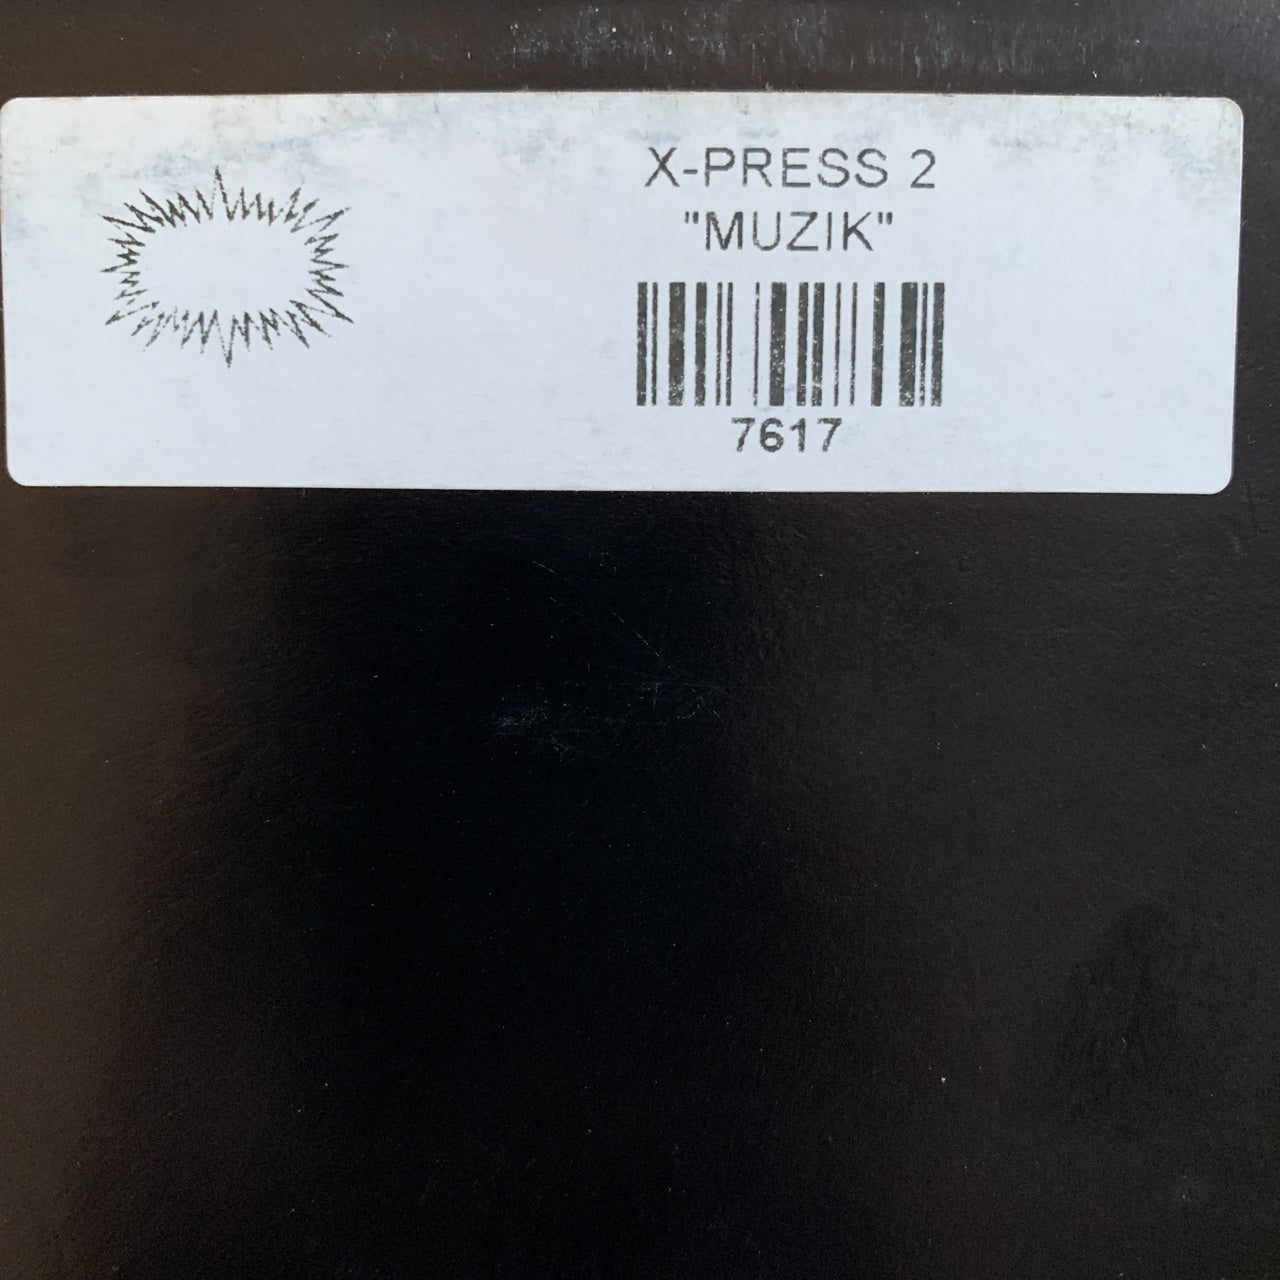 X-PRESS 2
"MUZIK"
7617